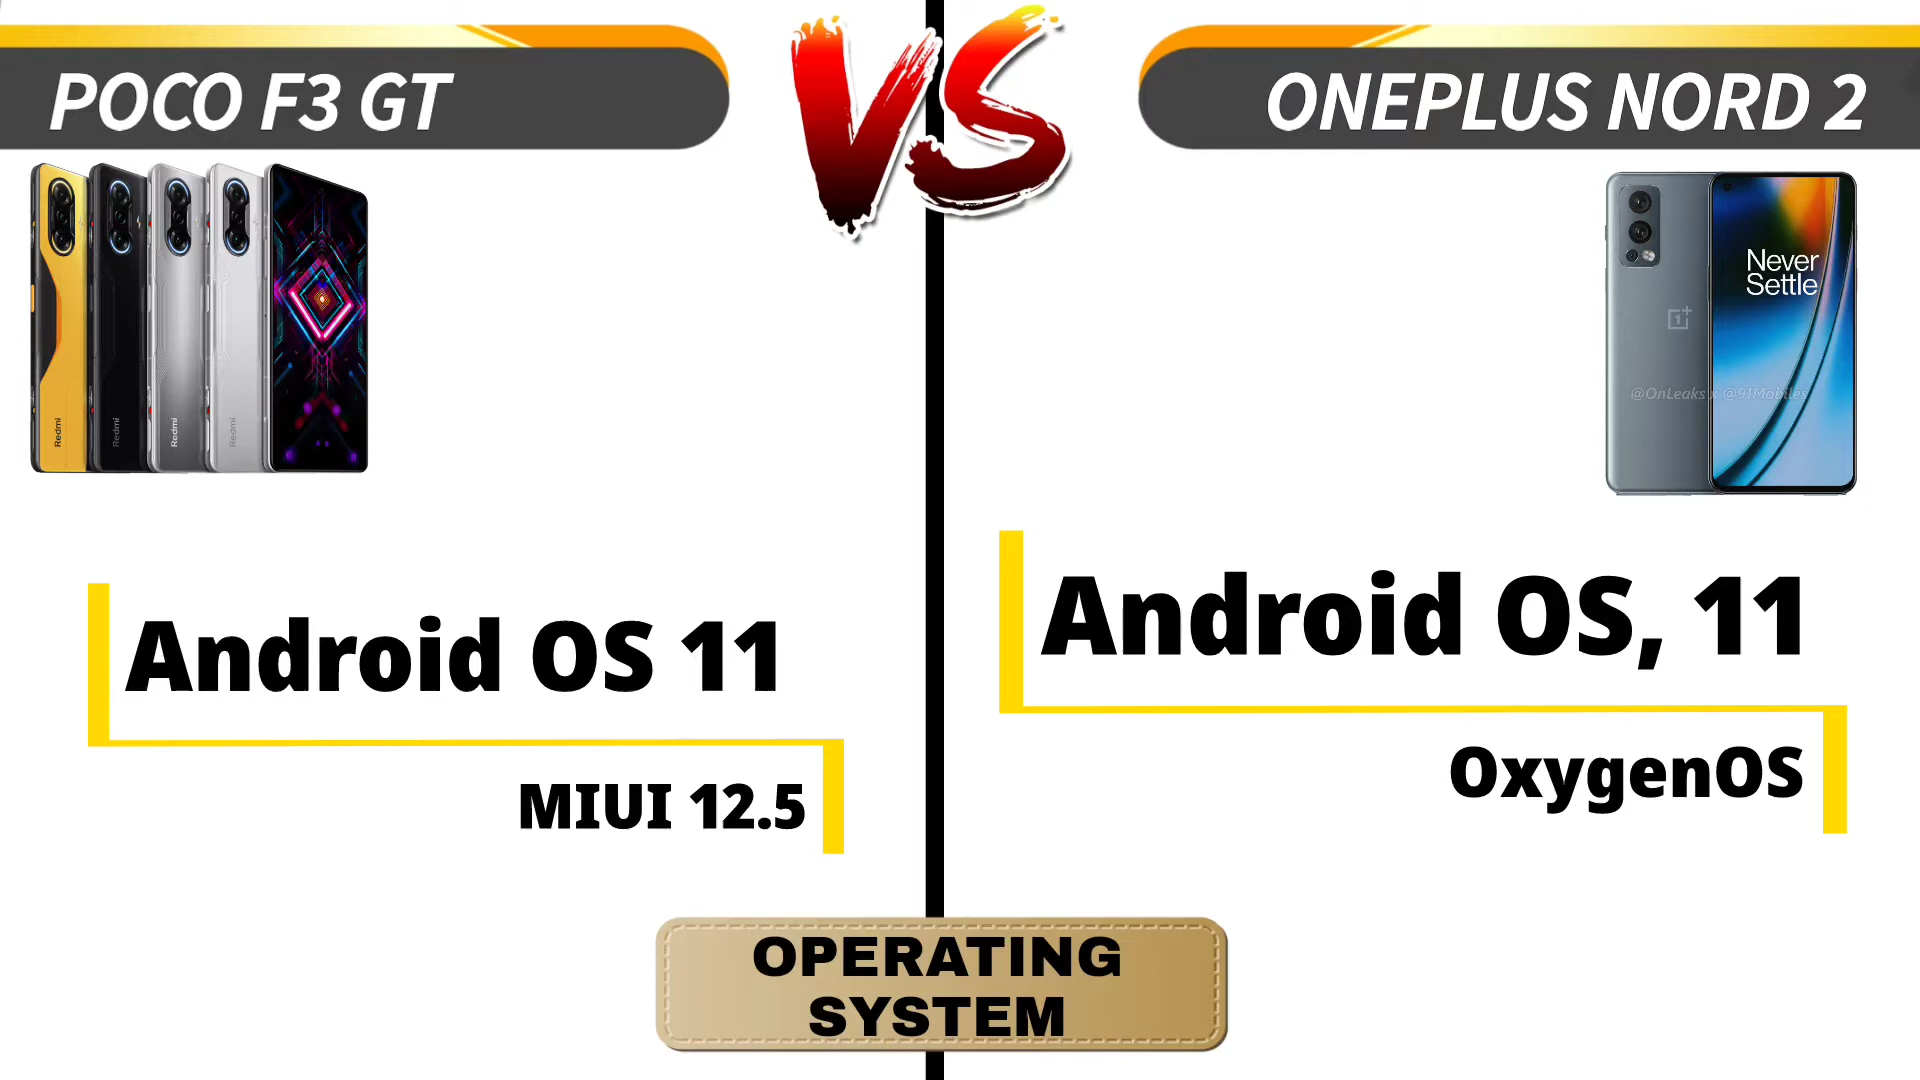 POCO F3 GT
VS
ONEPLUS NORD 2
Redmi
Redmi
Redmi
Redmi
Never
Settle
@OnLeaks x @91Mobiles
Android OS 11
MIUI 12.5
Android OS, 11
OxygenOS
OPERATING
SYSTEM